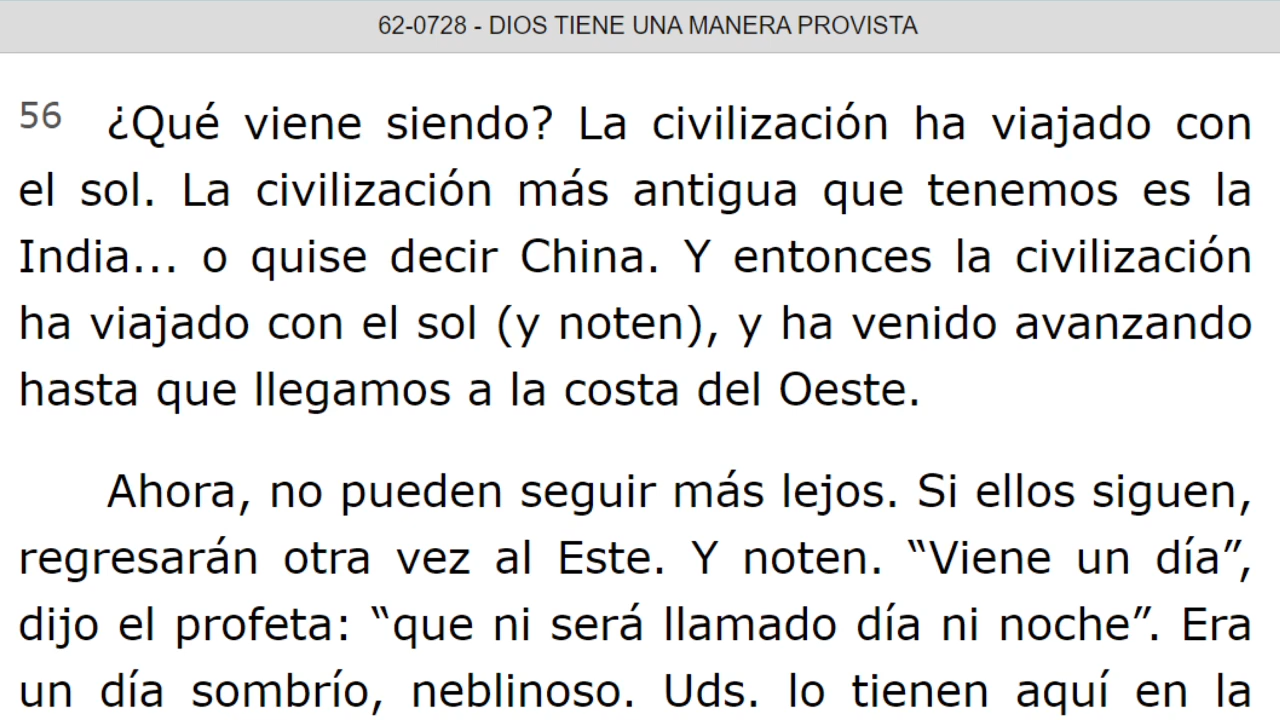 62-0728 - DIOS TIENE UNA MANERA PROVISTA
56 ¿Qué viene siendo? La civilización ha viajado con
el sol. La civilización más antigua que tenemos es la
India... o quise decir China. Y entonces la civilización
ha viajado con el sol (y noten), y ha venido avanzando
hasta que llegamos a la costa del Oeste.
Ahora, no pueden seguir más lejos. Si ellos siguen,
regresarán otra vez al Este. Y noten. “Viene un día”,
dijo el profeta: “que ni será llamado día ni noche”. Era
un día sombrío, neblinoso. Uds. lo tienen aquí en la